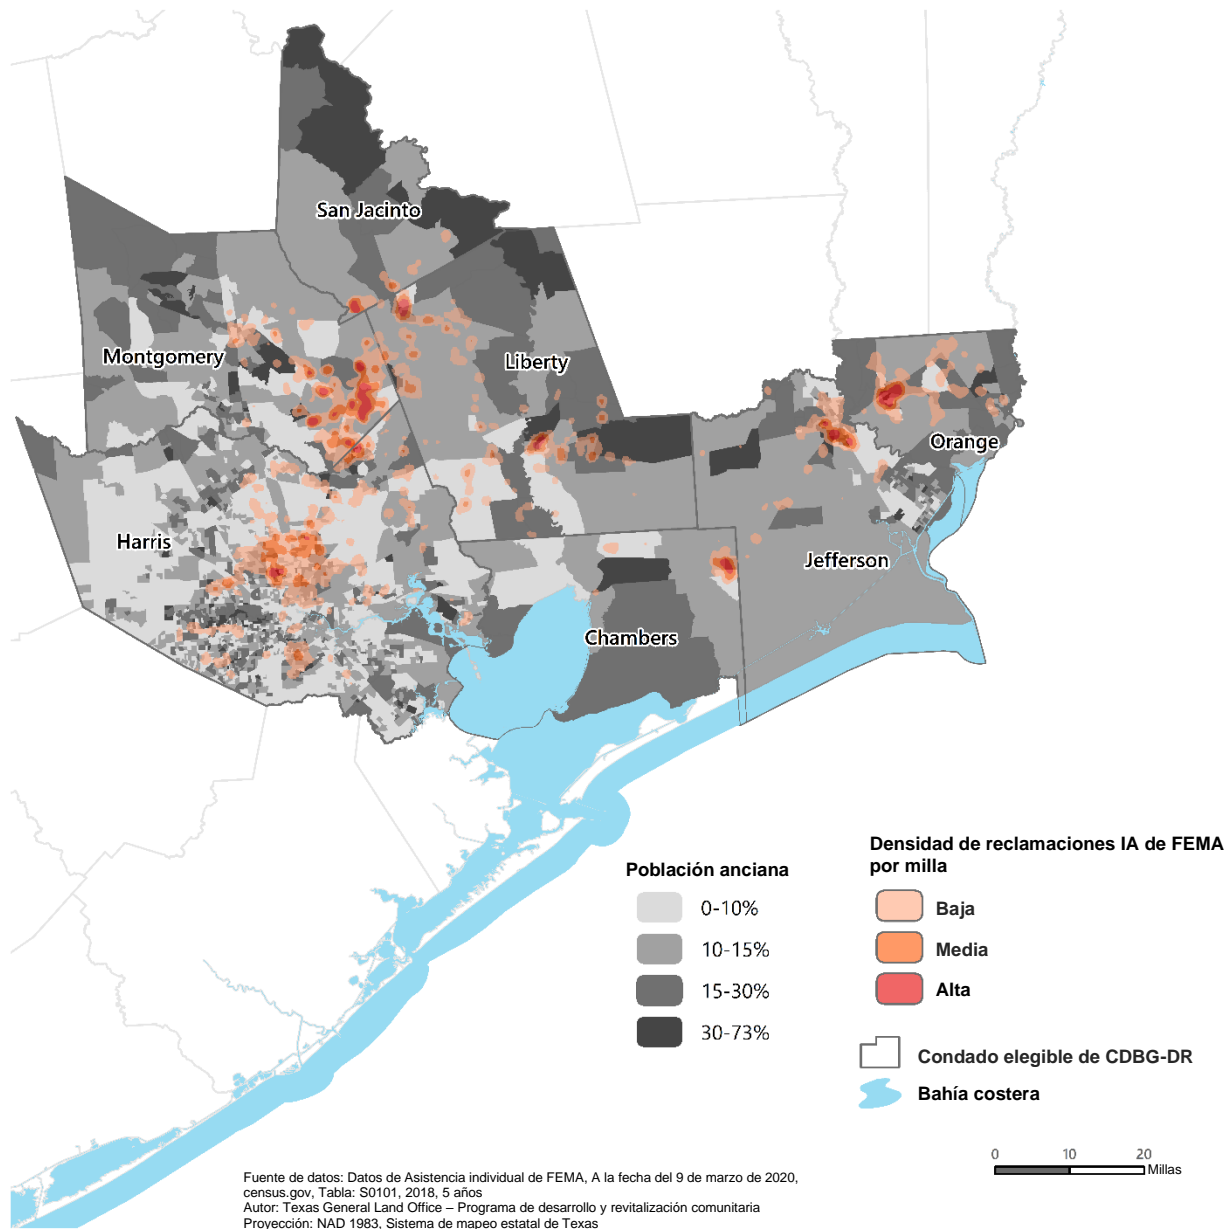 San Jacinto
Montgomery
Liberty
Orange
Harris
Jefferson
Chambers
Población anciana
0-10%
10-15%
15-30%
30-73%
Densidad de reclamaciones IA de FEMA
por milla
Baja
Media
Alta
Condado elegible de CDBG-DR
Bahía costera
0 10 20
Millas
Fuente de datos: Datos de Asistencia individual de FEMA, A la fecha del 9 de marzo de 2020,
census.gov, Tabla: S0101, 2018, 5 años
Autor: Texas General Land Office – Programa de desarrollo y revitalización comunitaria
Proyección: NAD 1983, Sistema de mapeo estatal de Texas